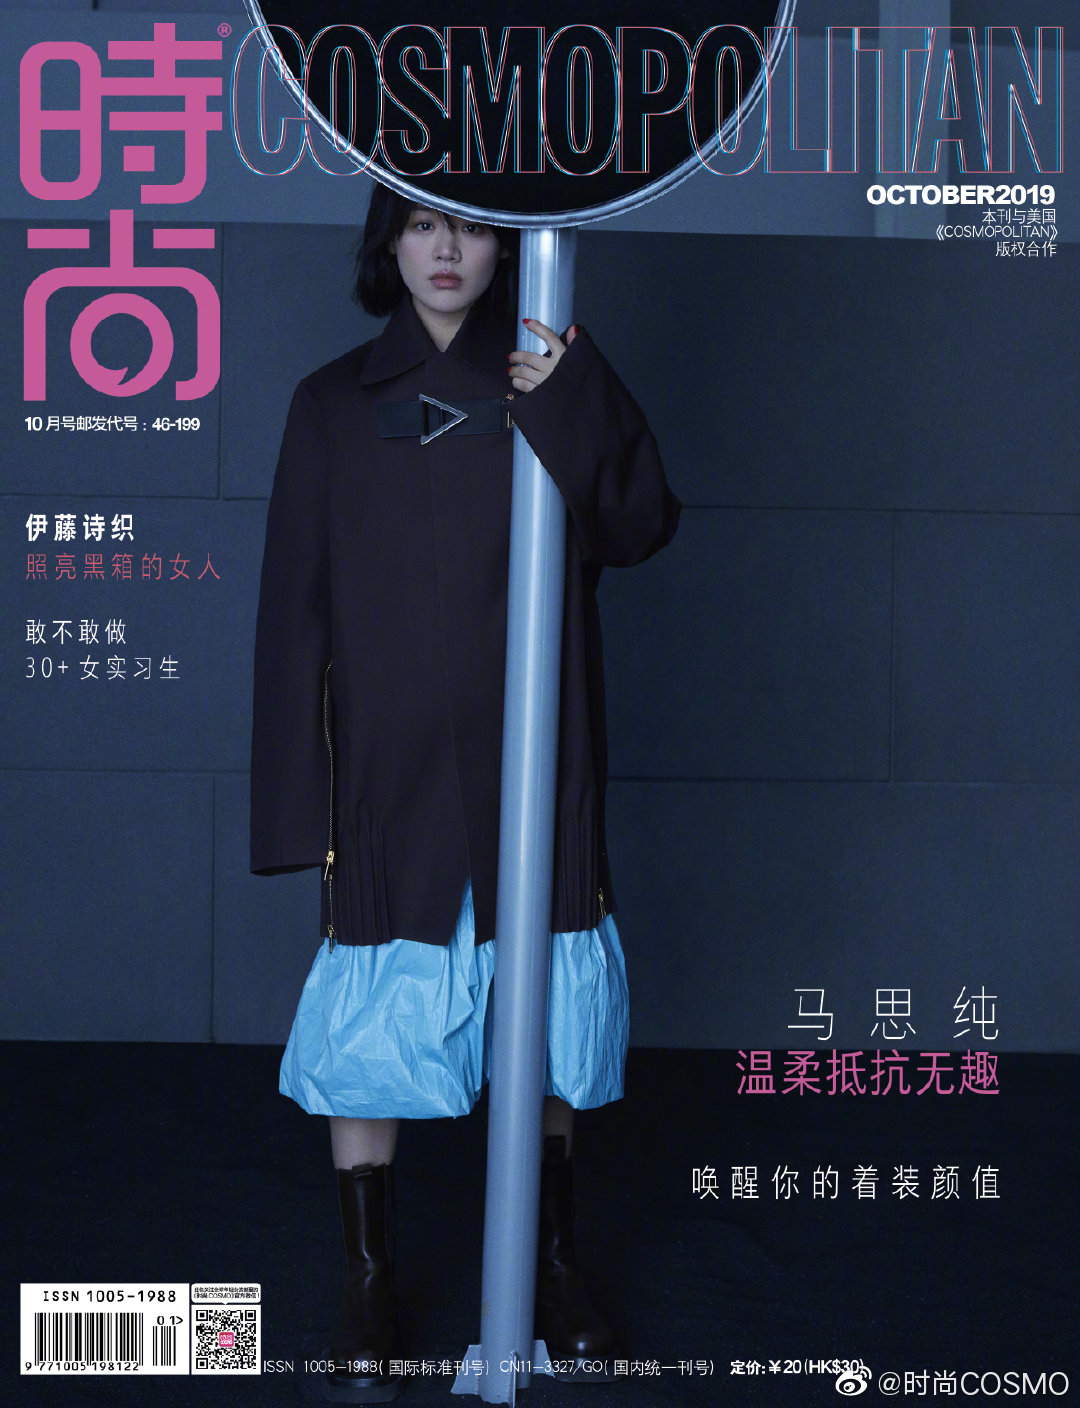 時尚®
COSMOPOLITAN
OCTOBER2019
本刊与美国
《COSMOPOLITAN》
版权合作
10月号邮发代号：46-199
伊藤诗织
照亮黑箱的女人
敢不敢做
30+女实习生
马思纯
温柔抵抗无趣
唤醒你的着装颜值
ISSN 1005-1988
01>
9 771005 198122
ISSN 1005-1988(国际标准刊号) CN11-3327/GO(国内统一刊号) 定价:￥20(HK$30)
@时尚COSMO